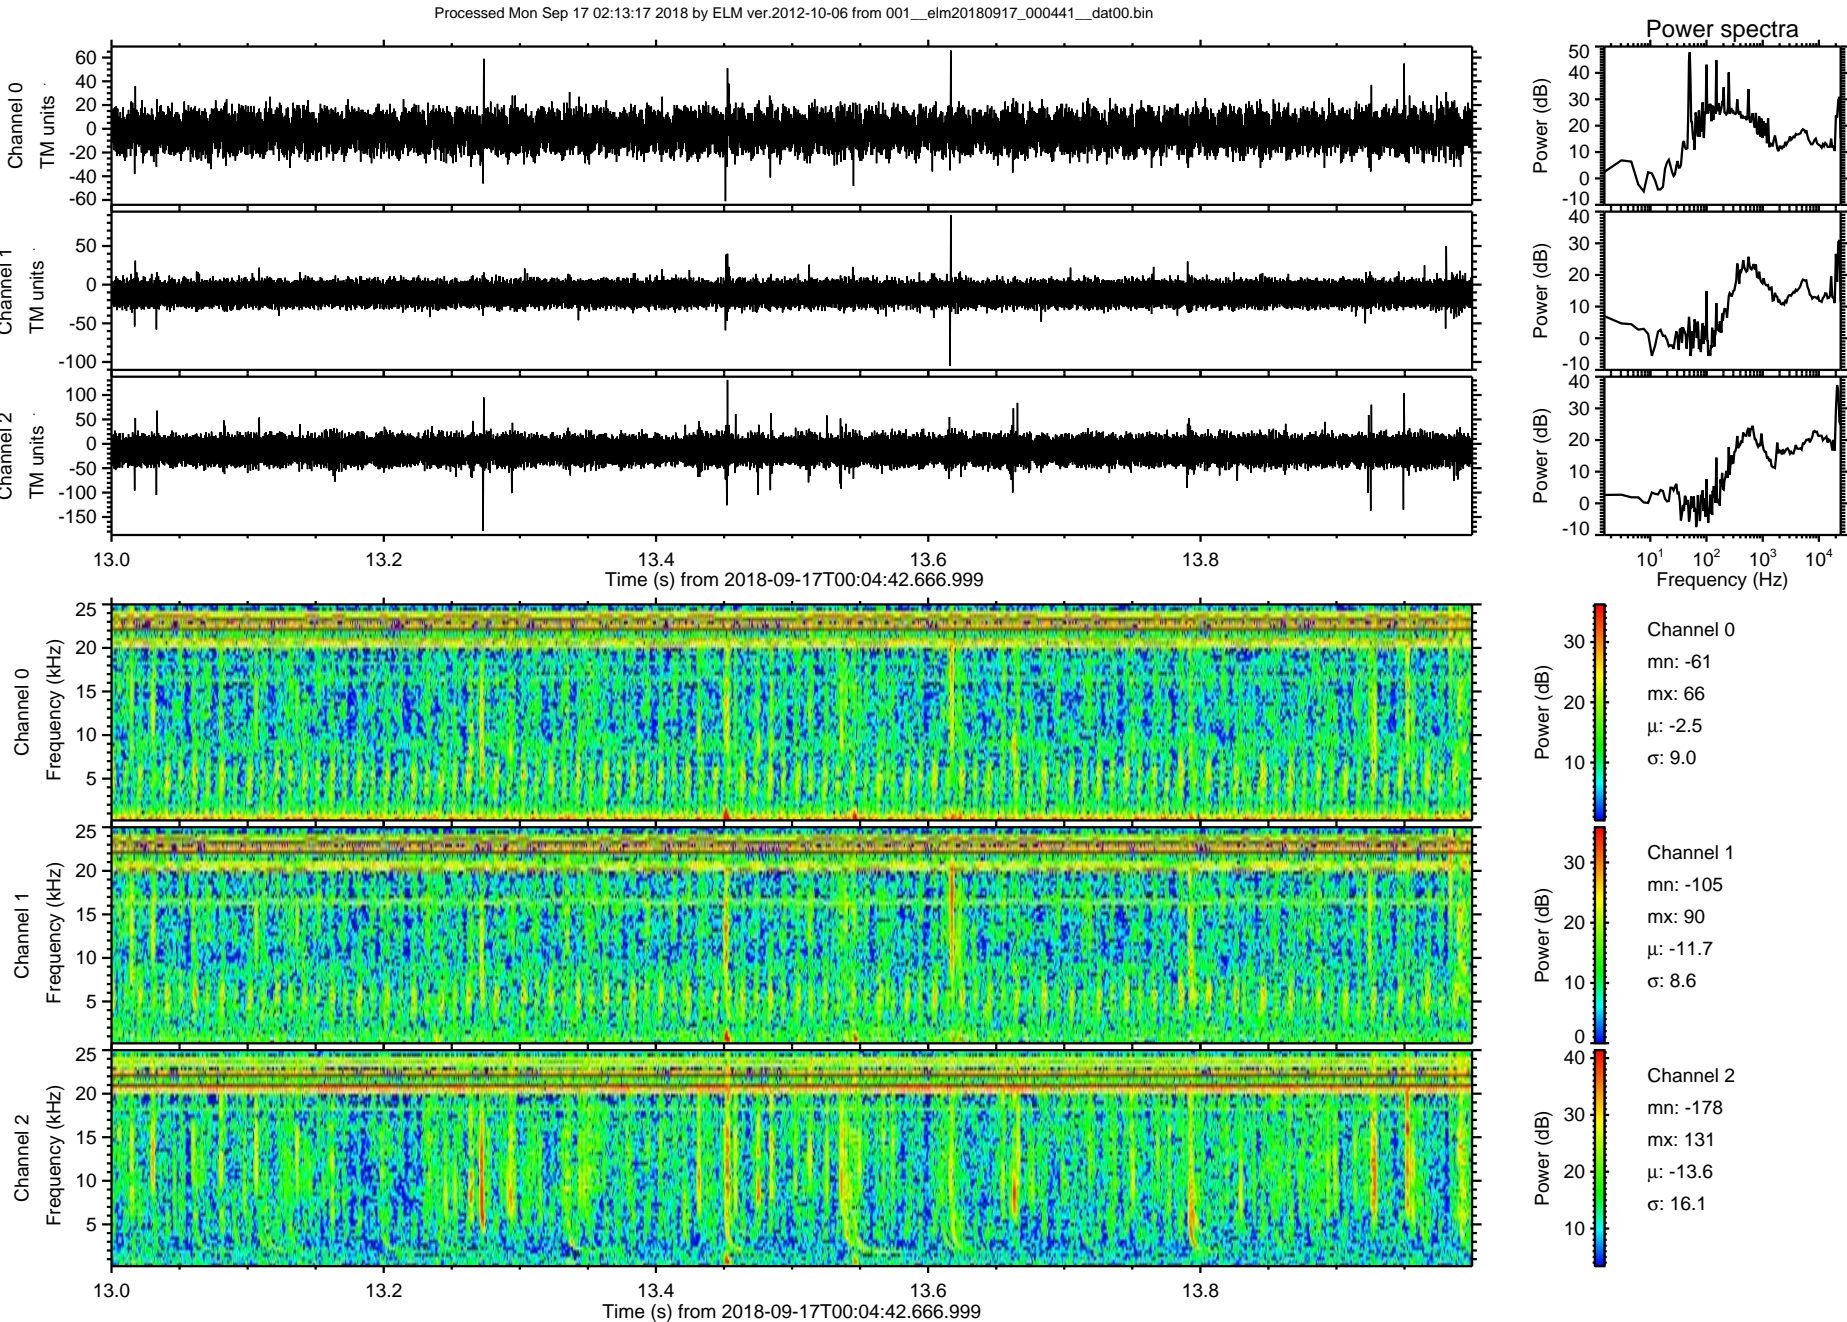 Processed Mon Sep 17 02:13:17 2018 by ELM ver.2012-10-06 from 001__elm20180917_000441__dat00.bin
Power spectra
Channel 0
TM units
60
40
20
0
-20
-40
-60
Power (dB)
50
40
30
20
10
0
-10
Channel 1
TM units
50
0
-50
-100
Power (dB)
40
30
20
10
0
-10
Channel 2
TM units
100
50
0
-50
-100
-150
Power (dB)
40
30
20
10
0
-10
13.0 13.2 13.4 13.6 13.8
Time (s) from 2018-09-17T00:04:42.666.999
10^1 10^2 10^3 10^4
Frequency (Hz)
Channel 0
Frequency (kHz)
25
20
15
10
5
Power (dB)
30
20
10
Channel 0
mn: -61
mx: 66
μ: -2.5
σ: 9.0
Channel 1
Frequency (kHz)
25
20
15
10
5
Power (dB)
30
20
10
0
Channel 1
mn: -105
mx: 90
μ: -11.7
σ: 8.6
Channel 2
Frequency (kHz)
25
20
15
10
5
Power (dB)
40
30
20
10
Channel 2
mn: -178
mx: 131
μ: -13.6
σ: 16.1
13.0 13.2 13.4 13.6 13.8
Time (s) from 2018-09-17T00:04:42.666.999